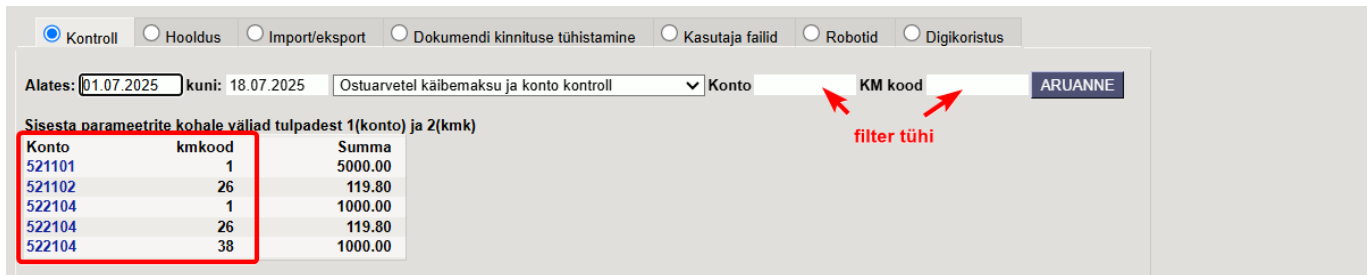 Kontroll Hooldus Import/eksport Dokumendi kinnituse tühistamine Kasutaja failid Robotid Digikoristus
Alates: 01.07.2025 kuni: 18.07.2025 Ostuarvetel käibemaksu ja konto kontroll Konto KM kood ARUANNE
filter tühi
Sisesta parameetrite kohale väljad tulpadest 1(konto) ja 2(kmk)
Konto kmkood Summa
521101 1 5000.00
521102 26 119.80
522104 1 1000.00
522104 26 119.80
522104 38 1000.00